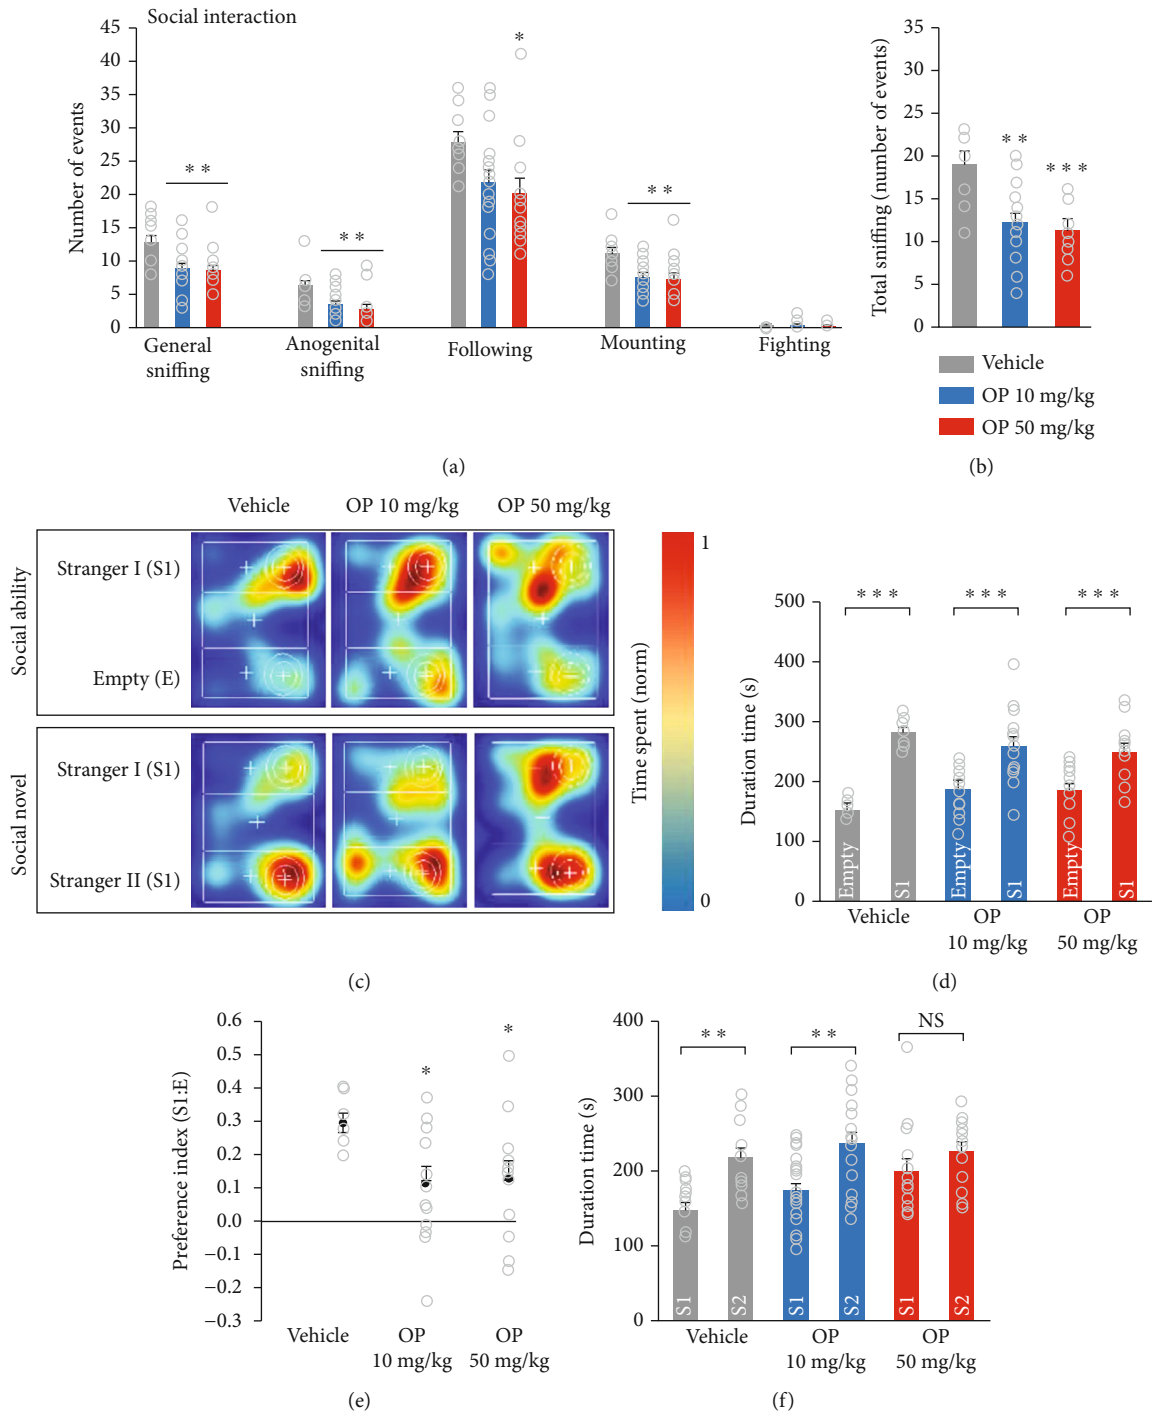 Social interaction
Number of events
45
40
35
30
25
20
15
10
5
0
* *
* *
*
* *
General sniffing
Anogenital sniffing
Following
Mounting
Fighting
(a)
Total sniffing (number of events)
35
30
25
20
15
10
5
0
* *
* * *
Vehicle
OP 10 mg/kg
OP 50 mg/kg
(b)
Vehicle
OP 10 mg/kg
OP 50 mg/kg
Social ability
Stranger I (S1)
Empty (E)
Social novel
Stranger I (S1)
Stranger II (S1)
Time spent (norm)
1
0
(c)
Duration time (s)
500
400
300
200
100
0
* * *
* * *
* * *
Empty
S1
Empty
S1
Empty
S1
Vehicle
OP
10 mg/kg
OP
50 mg/kg
(d)
Preference index (S1:E)
0.6
0.5
0.4
0.3
0.2
0.1
0.0
−0.1
−0.2
−0.3
*
*
Vehicle
OP
10 mg/kg
OP
50 mg/kg
(e)
Duration time (s)
400
300
200
100
0
* *
* *
NS
S1
S2
S1
S2
S1
S2
Vehicle
OP
10 mg/kg
OP
50 mg/kg
(f)